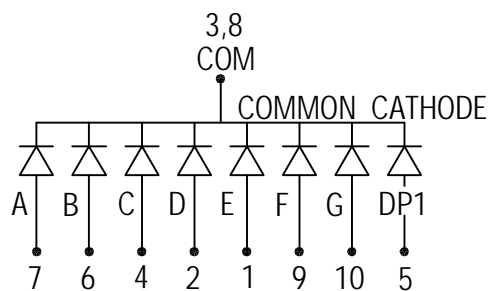 3,8
COM
COMMON CATHODE
A B C D E F G DP1
7 6 4 2 1 9 10 5